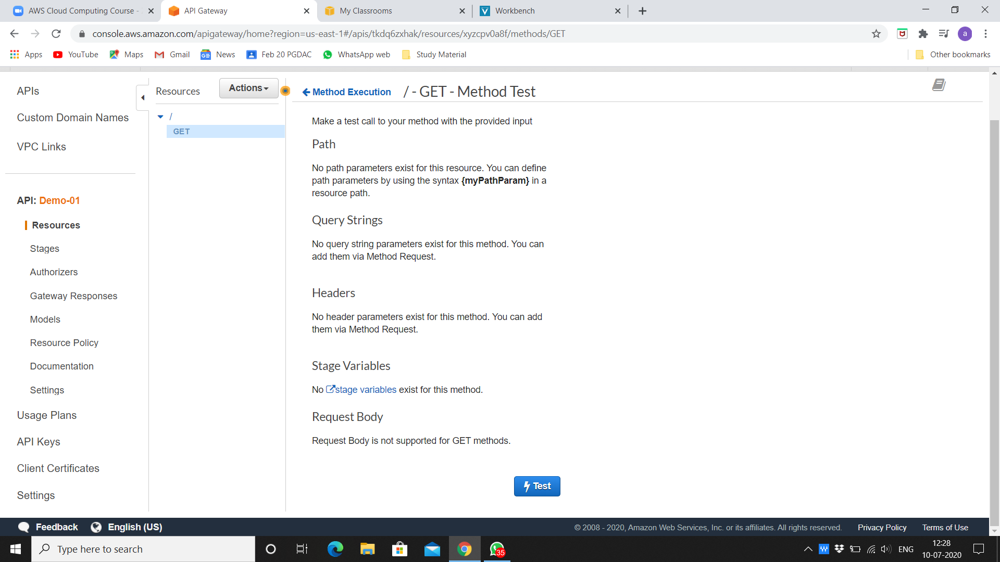 AWS Cloud Computing Course -
API Gateway
My Classrooms
Workbench
console.aws.amazon.com/apigateway/home?region=us-east-1#/apis/tkdq6zxhak/resources/xyzcpv0a8f/methods/GET
a
Apps
YouTube
Maps
Gmail
News
Feb 20 PGDAC
WhatsApp web
Study Material
Other bookmarks
APIs
Custom Domain Names
VPC Links
API: Demo-01
Resources
Stages
Authorizers
Gateway Responses
Models
Resource Policy
Documentation
Settings
Usage Plans
API Keys
Client Certificates
Settings
Resources
Actions
/
GET
Method Execution / - GET - Method Test
Make a test call to your method with the provided input
Path
No path parameters exist for this resource. You can define
path parameters by using the syntax {myPathParam} in a
resource path.
Query Strings
No query string parameters exist for this method. You can
add them via Method Request.
Headers
No header parameters exist for this method. You can add
them via Method Request.
Stage Variables
No stage variables exist for this method.
Request Body
Request Body is not supported for GET methods.
Test
Feedback
English (US)
© 2008 - 2020, Amazon Web Services, Inc. or its affiliates. All rights reserved.
Privacy Policy
Terms of Use
Type here to search
35
ENG
12:28
10-07-2020